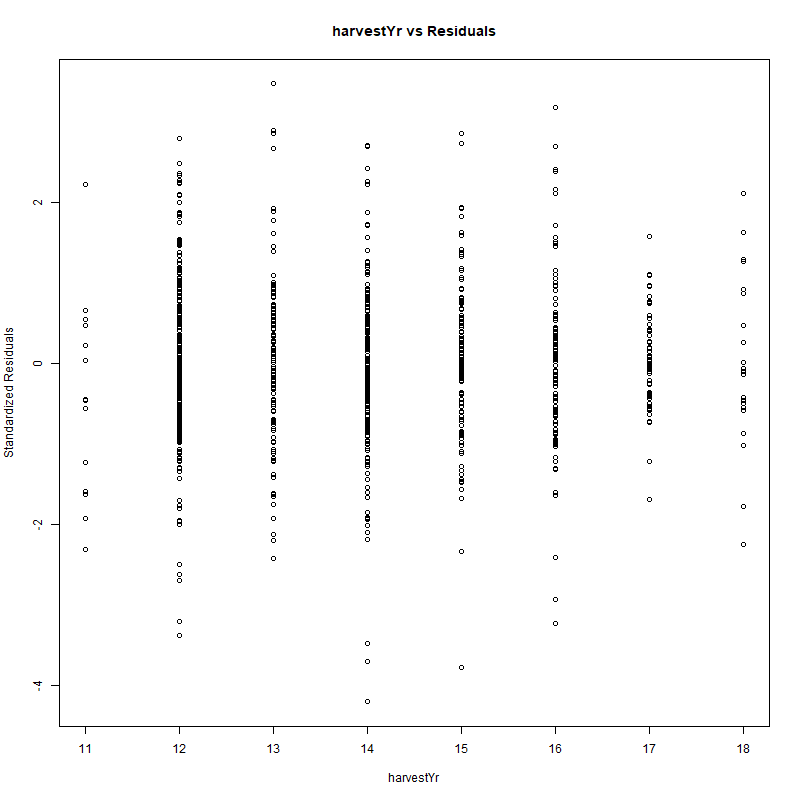 harvestYr vs Residuals
Standardized Residuals
2
0
-2
-4
11 12 13 14 15 16 17 18
harvestYr